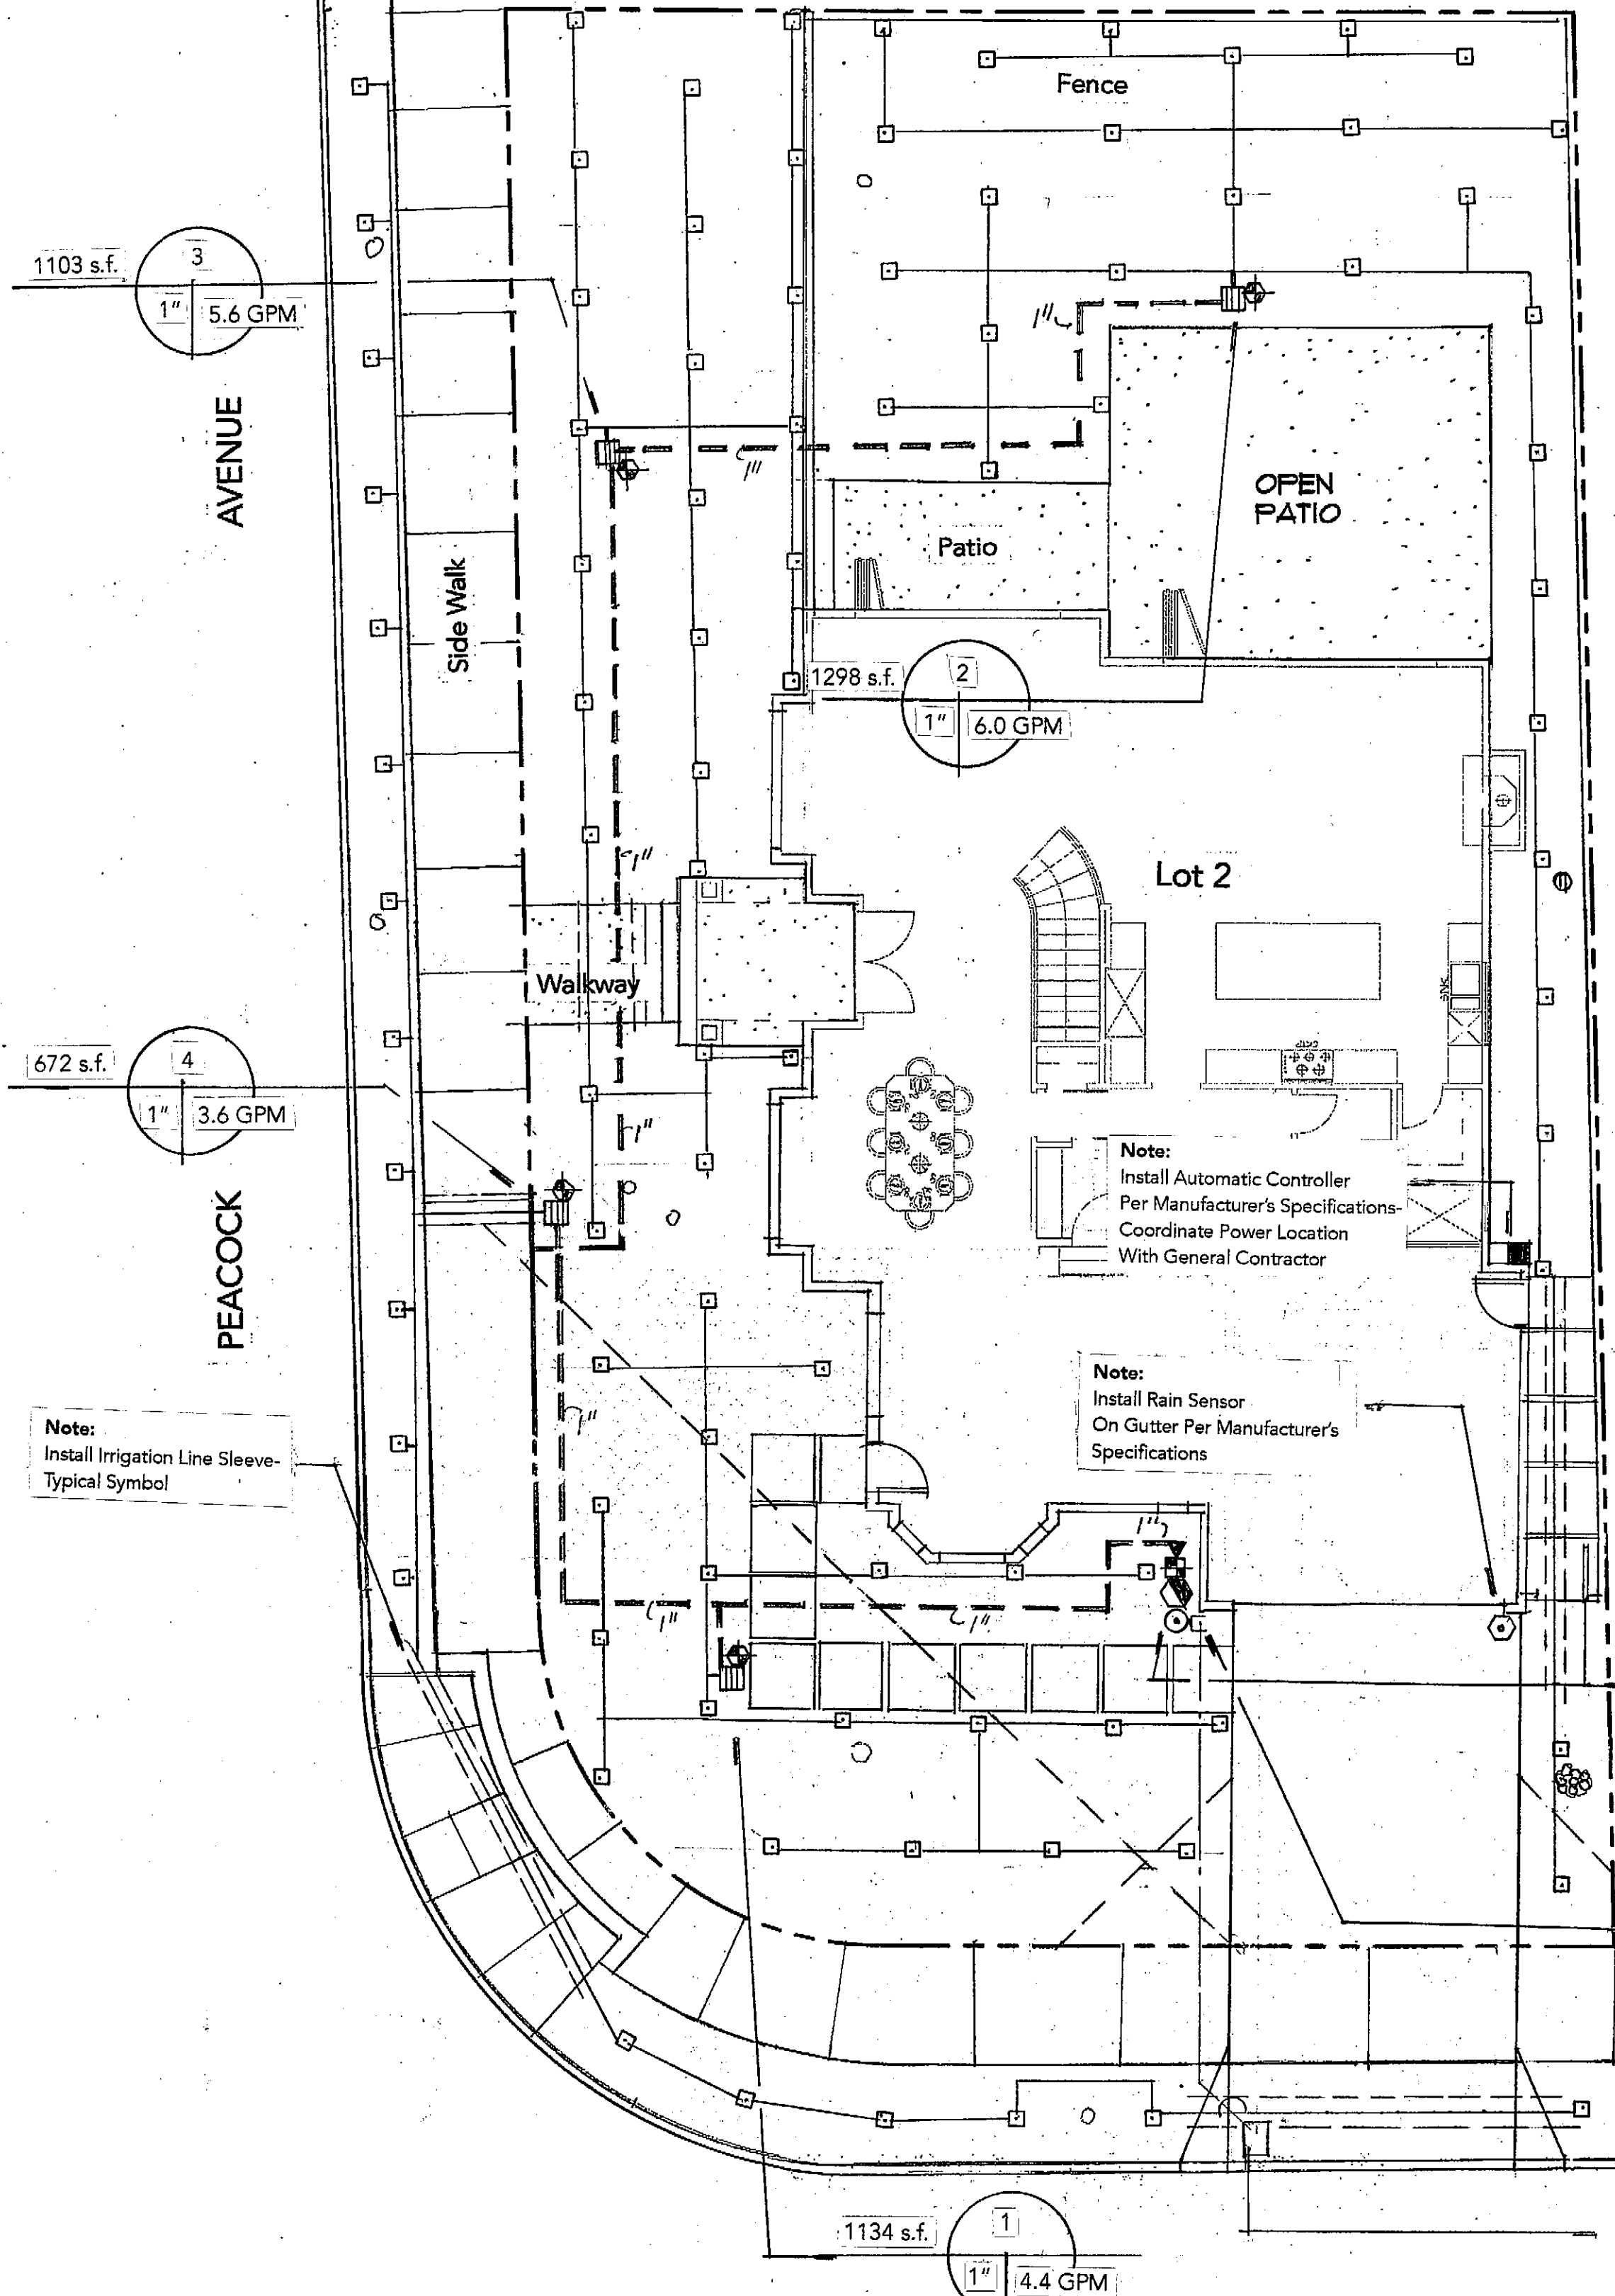 Fence
1103 s.f.
3
1" 5.6 GPM
1"
AVENUE
1"
OPEN
PATIO
Patio
Side Walk
1298 s.f.
2
1" 6.0 GPM
1"
Lot 2
Walkway
672 s.f.
4
1" 3.6 GPM
1"
Note:
Install Automatic Controller
Per Manufacturer's Specifications-
Coordinate Power Location
With General Contractor
PEACOCK
Note:
Install Rain Sensor
On Gutter Per Manufacturer's
Specifications
Note:
Install Irrigation Line Sleeve-
Typical Symbol
1"
1"
1"
1"
1134 s.f.
1
1" 4.4 GPM